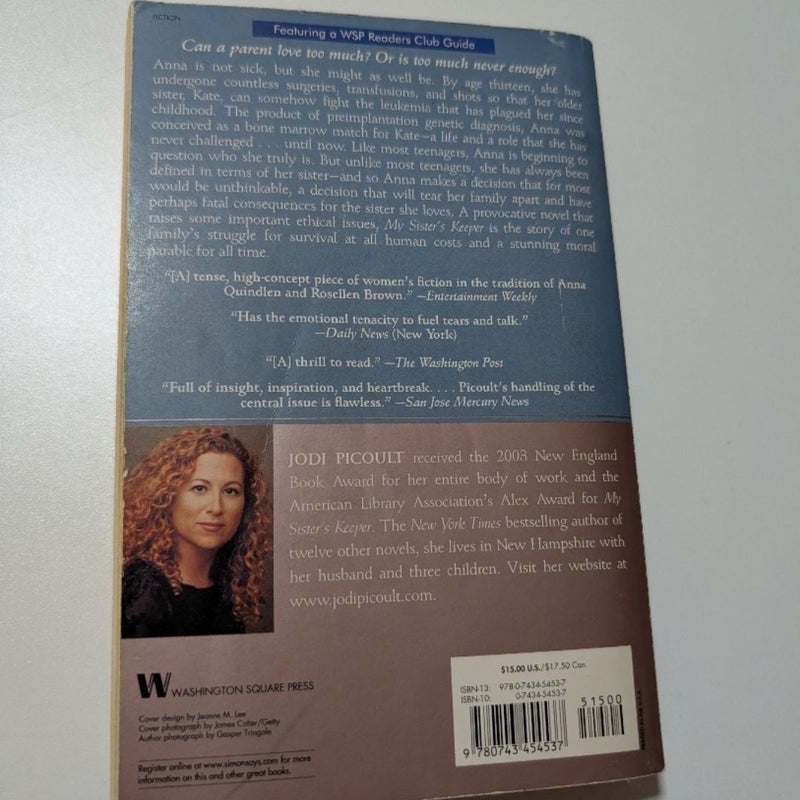 FICTION
Featuring a WSP Readers Club Guide
Can a parent love too much? Or is too much never enough?
Anna is not sick, but she might as well be. By age thirteen, she has
undergone countless surgeries, transfusions, and shots so that her older
sister, Kate, can somehow fight the leukemia that has plagued her since
childhood. The product of preimplantation genetic diagnosis, Anna was
conceived as a bone marrow match for Kate—a life and a role that she has
never challenged . . . until now. Like most teenagers, Anna is beginning to
question who she truly is. But unlike most teenagers, she has always been
defined in terms of her sister—and so Anna makes a decision that for most
would be unthinkable, a decision that will tear her family apart and have
perhaps fatal consequences for the sister she loves. A provocative novel that
raises some important ethical issues, My Sister's Keeper is the story of one
family's struggle for survival at all human costs and a stunning moral
parable for all time.
“[A] tense, high-concept piece of women's fiction in the tradition of Anna
Quindlen and Rosellen Brown.” —Entertainment Weekly
“Has the emotional tenacity to fuel tears and talk.”
—Daily News (New York)
“[A] thrill to read.” —The Washington Post
“Full of insight, inspiration, and heartbreak. . . . Picoult's handling of the
central issue is flawless.” —San Jose Mercury News
JODI PICOULT received the 2003 New England
Book Award for her entire body of work and the
American Library Association's Alex Award for My
Sister's Keeper. The New York Times bestselling author of
twelve other novels, she lives in New Hampshire with
her husband and three children. Visit her website at
www.jodipicoult.com.
W WASHINGTON SQUARE PRESS
Cover design by Jeanne M. Lee
Cover photograph by James Cotier/Getty
Author photograph by Gasper Tringale
Register online at www.simonsays.com for more
information on this and other great books.
$15.00 U.S./$17.50 Can.
ISBN-13: 978-0-7434-5453-7
ISBN-10: 0-7434-5453-7
51500
9 780743 454537